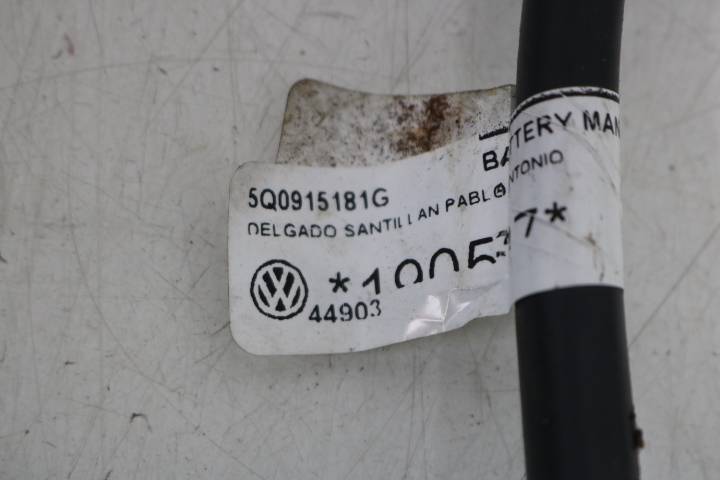 BATTERY MAN
5Q0915181G
DELGADO SANTILLAN PABLO ANTONIO
44903